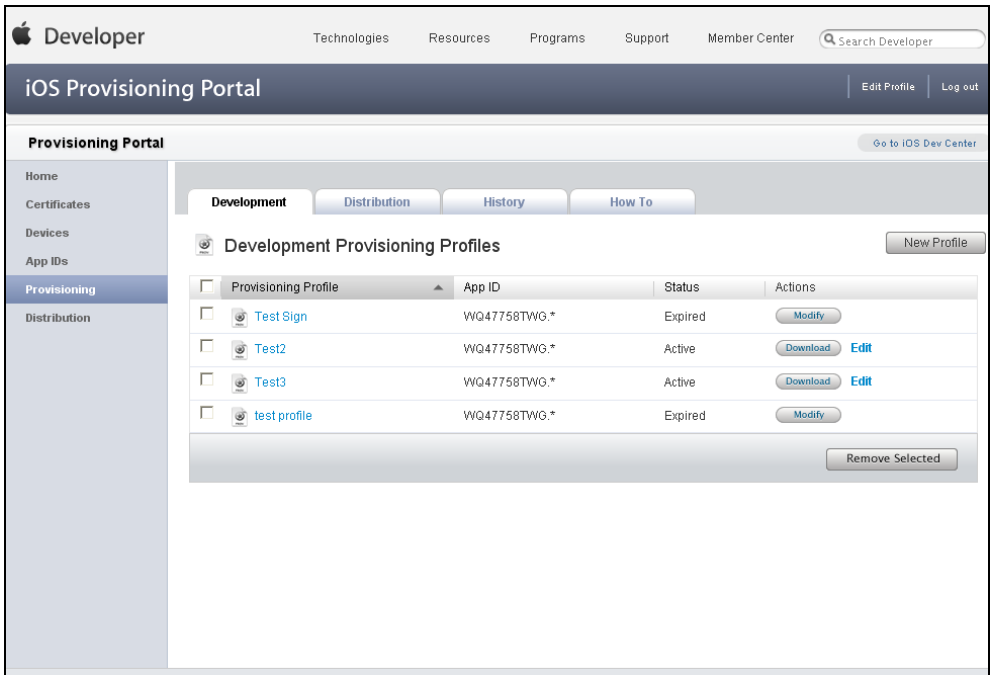 Developer
Technologies Resources Programs Support Member Center Search Developer
iOS Provisioning Portal Edit Profile Log out
Provisioning Portal Go to iOS Dev Center
Home
Certificates
Devices
App IDs
Provisioning
Distribution
Development Distribution History How To
Development Provisioning Profiles New Profile
Provisioning Profile App ID Status Actions
Test Sign WQ47758TWG.* Expired Modify
Test2 WQ47758TWG.* Active Download Edit
Test3 WQ47758TWG.* Active Download Edit
test profile WQ47758TWG.* Expired Modify
Remove Selected